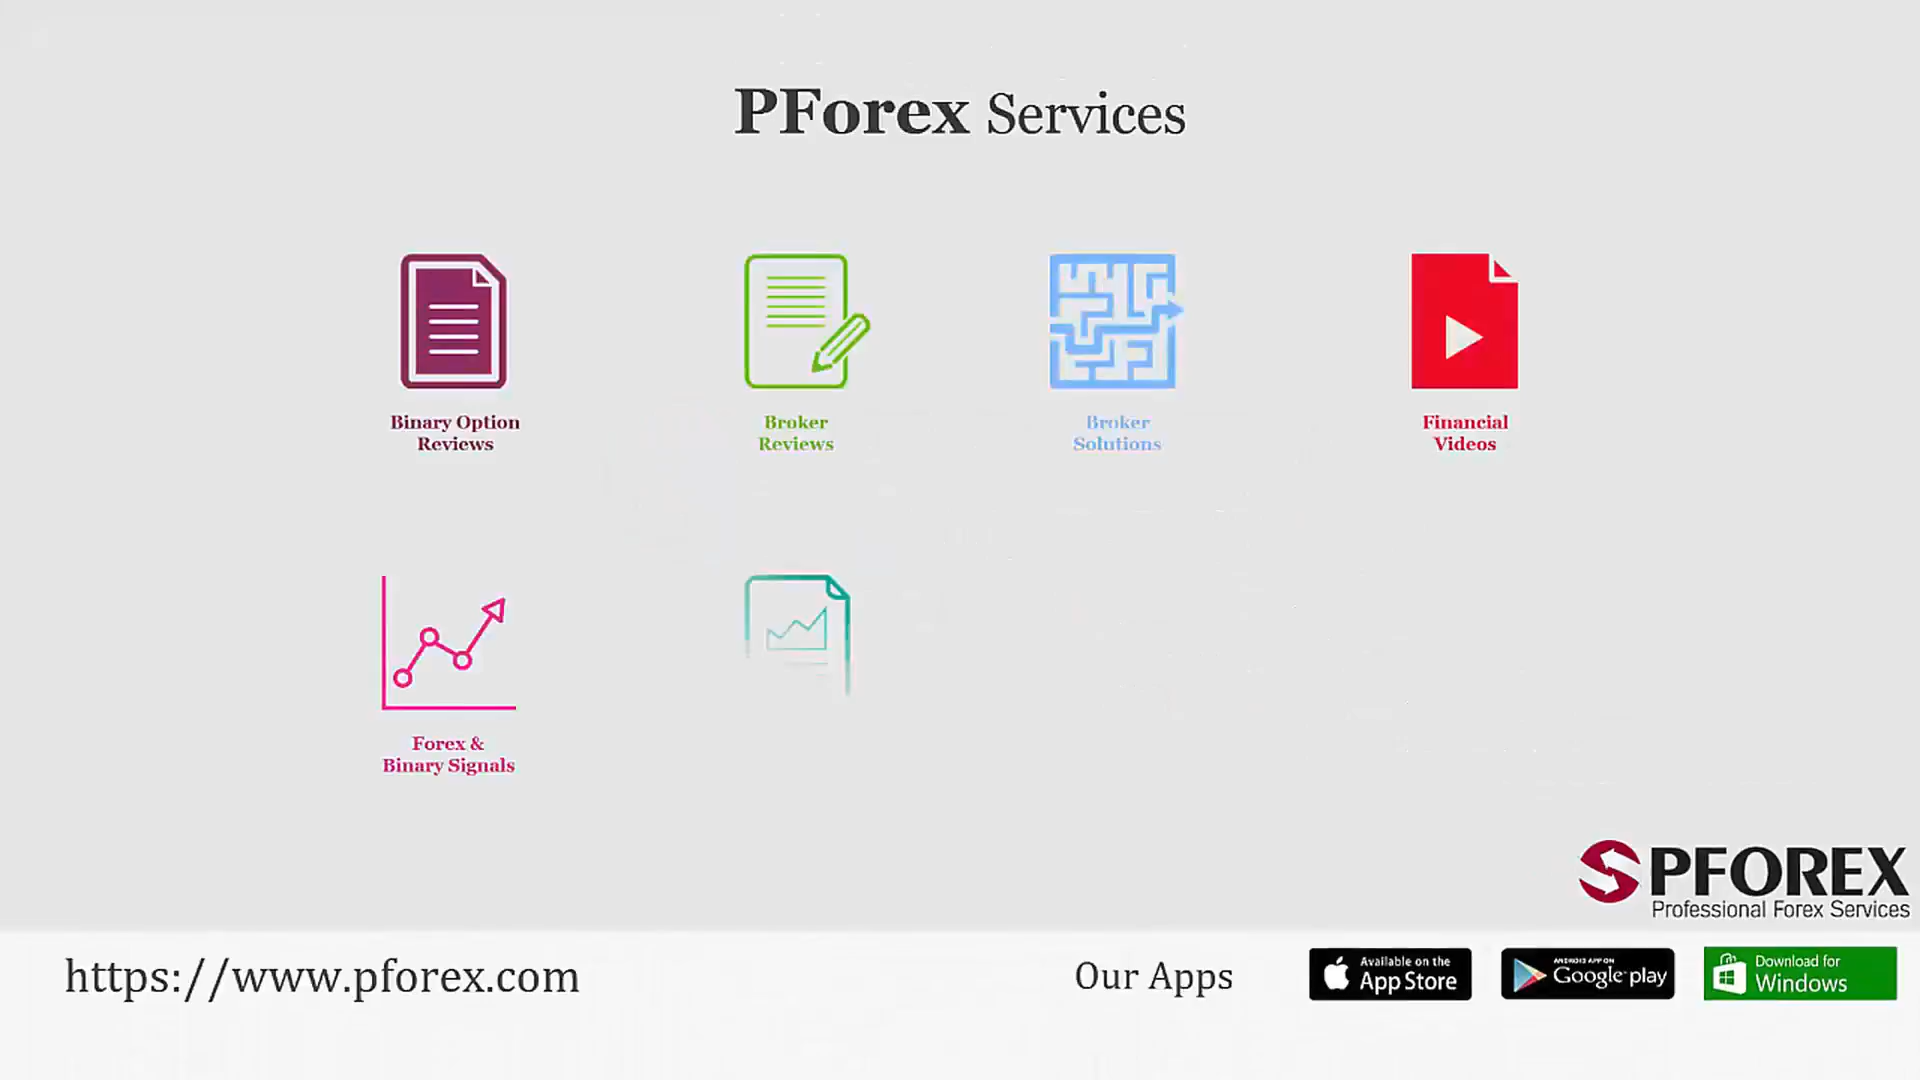 PForex Services
Binary Option
Reviews
Broker
Reviews
Broker
Solutions
Financial
Videos
Forex &
Binary Signals
PFOREX
Professional Forex Services
https://www.pforex.com
Our Apps
Available on the
App Store
ANDROID APP ON
Google play
Download for
Windows